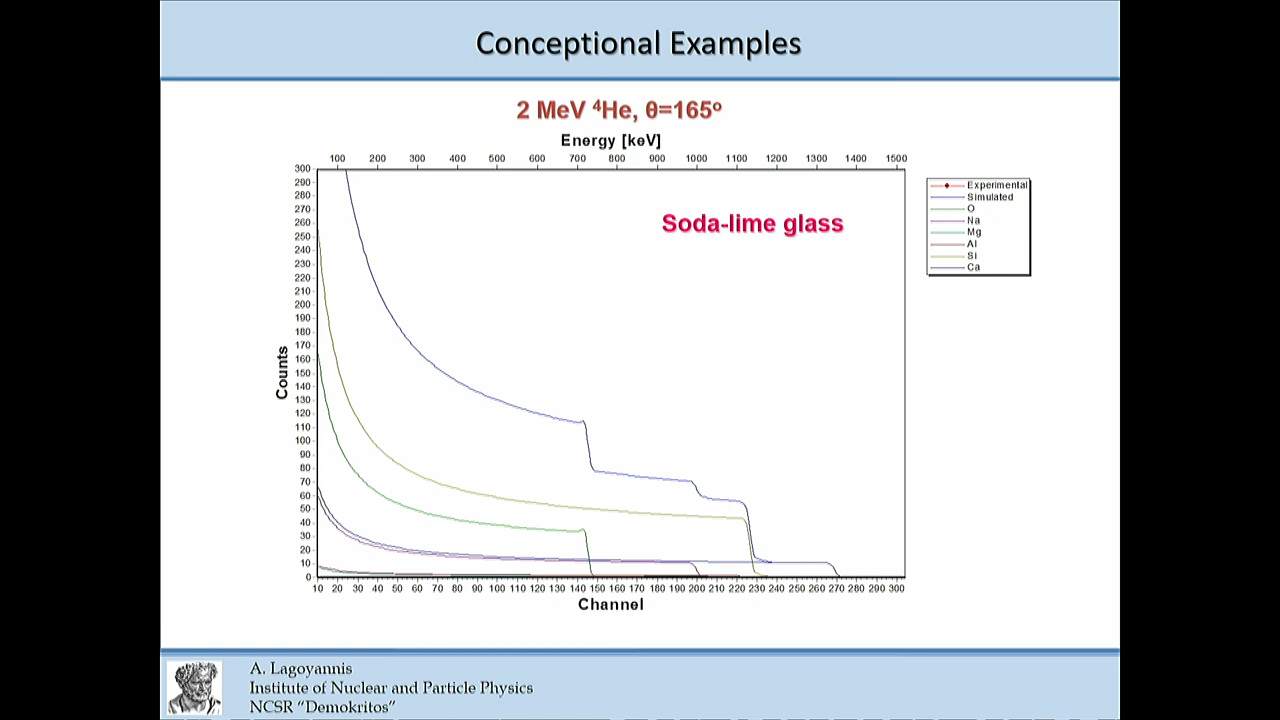 Conceptional Examples
2 MeV ⁴He, θ=165º
Energy [keV]
100 200 300 400 500 600 700 800 900 1000 1100 1200 1300 1400 1500
300
290
280
270
260
250
240
230
220
210
200
190
180
170
160
150
140
130
120
110
100
90
80
70
60
50
40
30
20
10
0
Counts
Soda-lime glass
Experimental
Simulated
O
Na
Mg
Al
Si
Ca
10 20 30 40 50 60 70 80 90 100 110 120 130 140 150 160 170 180 190 200 210 220 230 240 250 260 270 280 290 300
Channel
A. Lagoyannis
Institute of Nuclear and Particle Physics
NCSR “Demokritos”